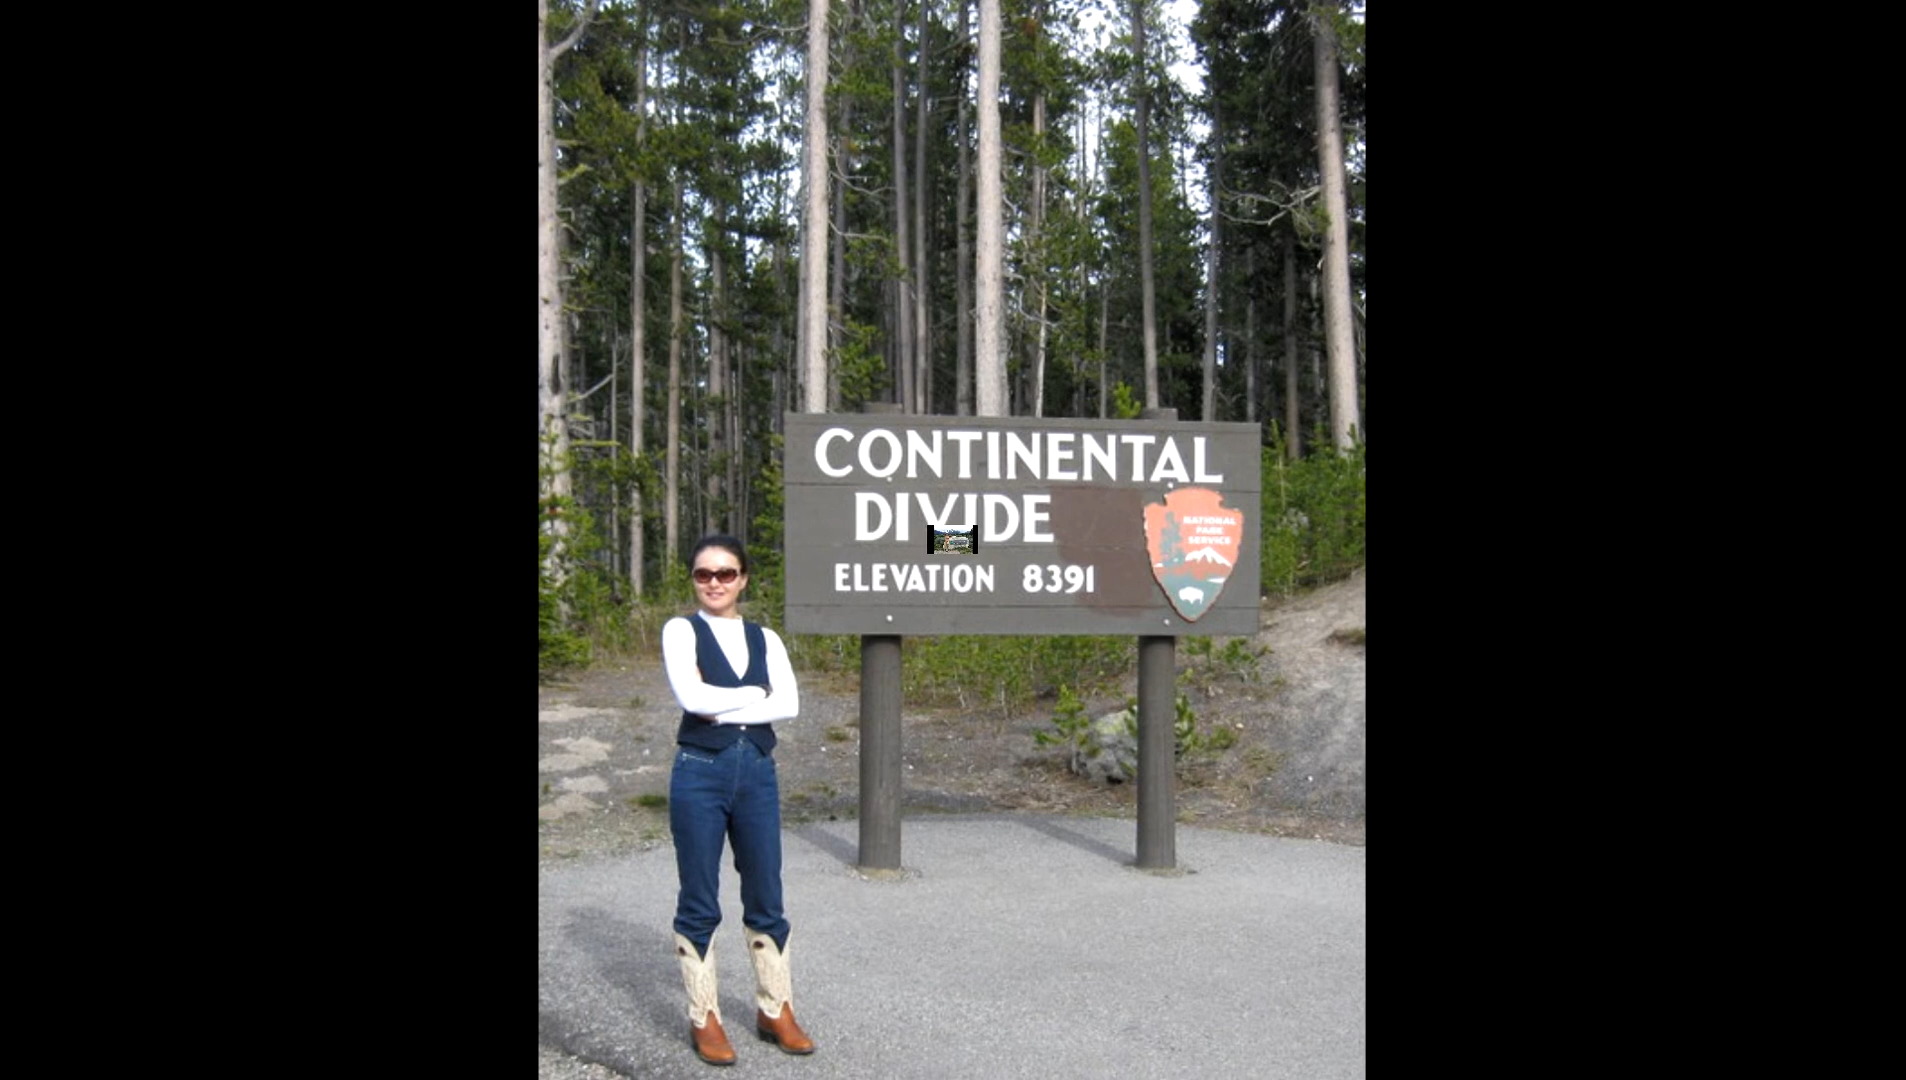 CONTINENTAL
DIVIDE
ELEVATION 8391
NATIONAL
PARK
SERVICE